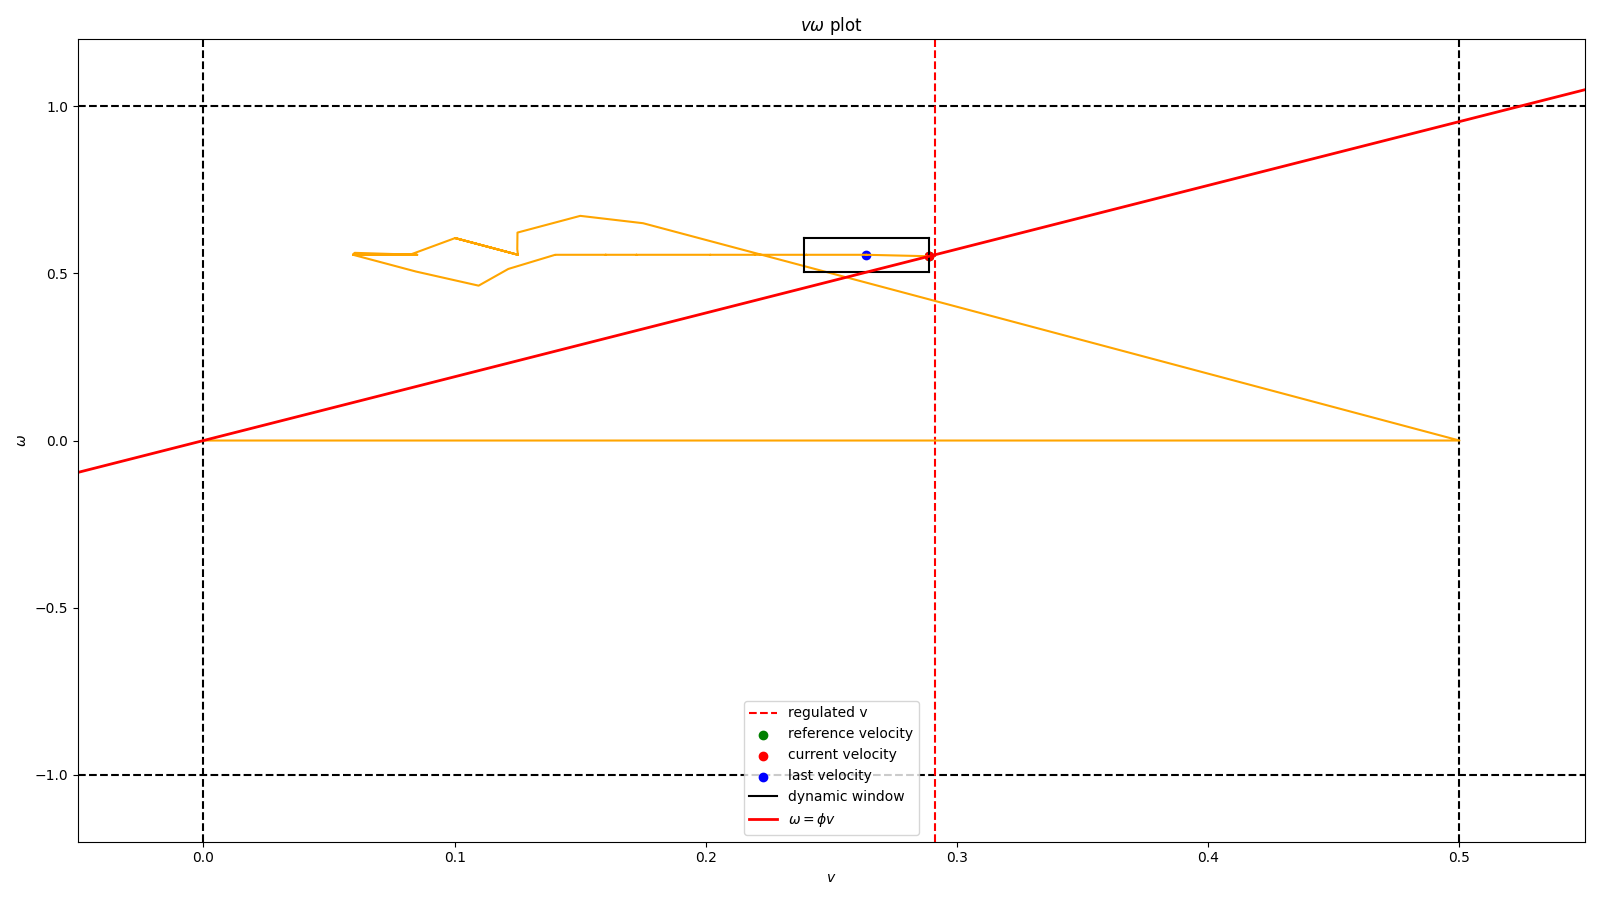 vω plot
1.0
0.5
0.0
−0.5
−1.0
ω
regulated v
reference velocity
current velocity
last velocity
dynamic window
ω = ϕv
0.0 0.1 0.2 0.3 0.4 0.5
v